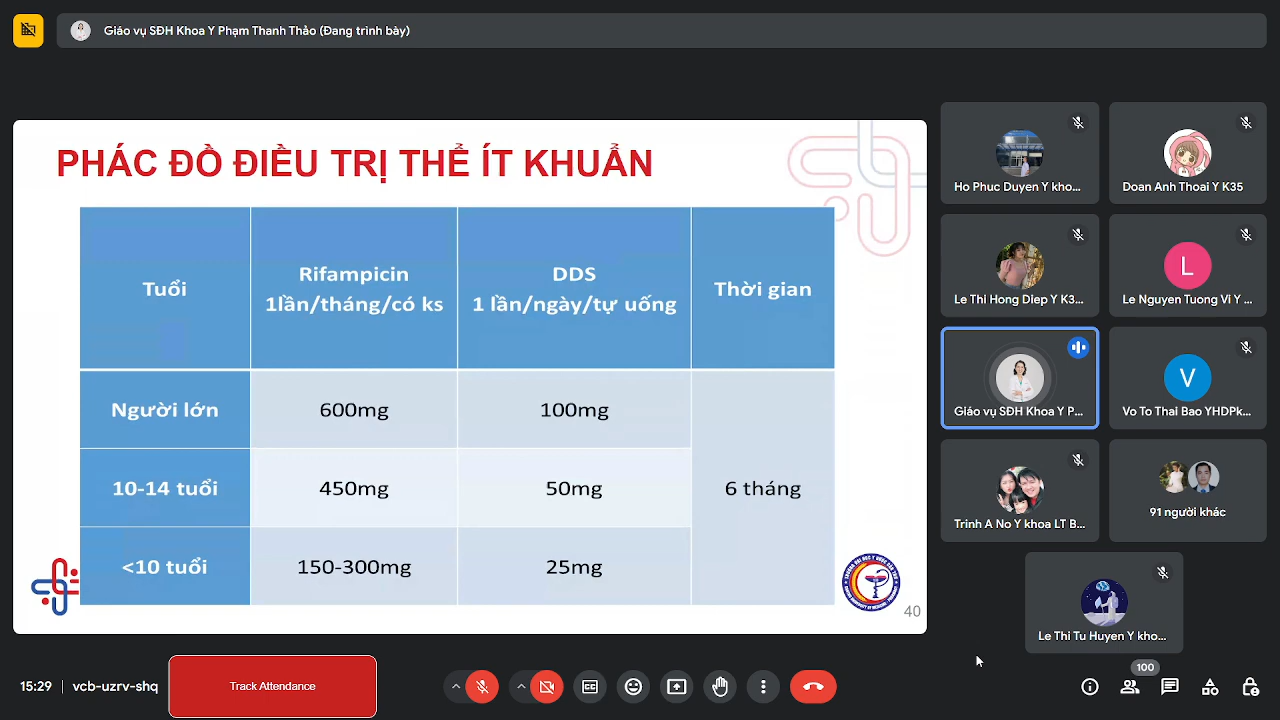 Giáo vụ SĐH Khoa Y Phạm Thanh Thảo (Đang trình bày)
PHÁC ĐỒ ĐIỀU TRỊ THỂ ÍT KHUẨN
Tuổi
Rifampicin
1lần/tháng/có ks
DDS
1 lần/ngày/tự uống
Thời gian
Người lớn
600mg
100mg
10-14 tuổi
450mg
50mg
6 tháng
<10 tuổi
150-300mg
25mg
40
Ho Phuc Duyen Y kho...
Doan Anh Thoai Y K35
Le Thi Hong Diep Y K3...
L
Le Nguyen Tuong Vi Y ...
Giáo vụ SĐH Khoa Y P...
V
Vo To Thai Bao YHDPk...
Trinh A No Y khoa LT B...
91 người khác
Le Thi Tu Huyen Y kho...
15:29
vcb-uzrv-shq
Track Attendance
100